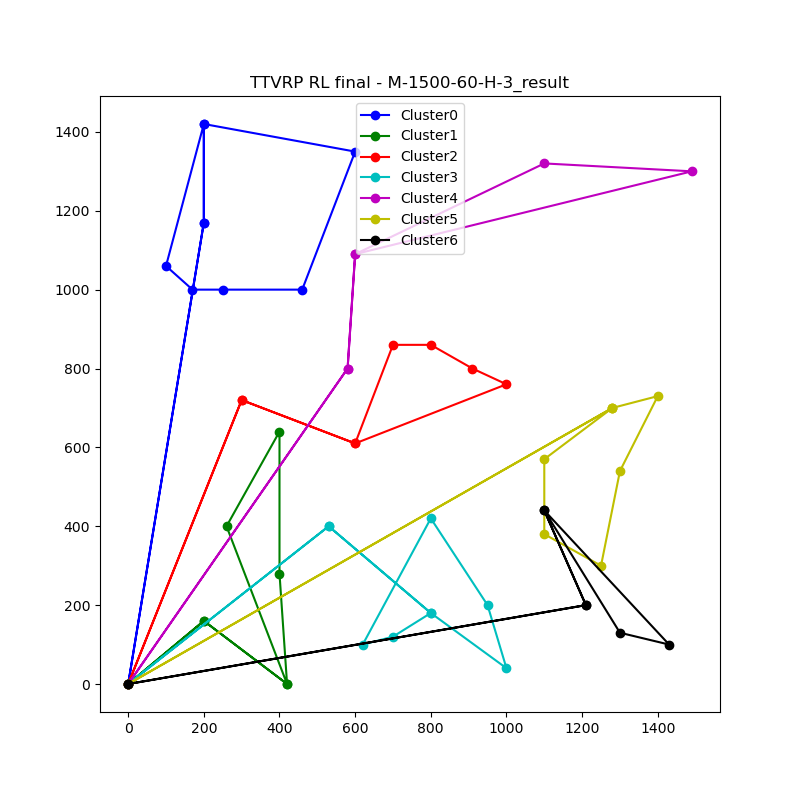 TTVRP RL final - M-1500-60-H-3_result
Cluster0
Cluster1
Cluster2
Cluster3
Cluster4
Cluster5
Cluster6
1400
1200
1000
800
600
400
200
0
0 200 400 600 800 1000 1200 1400